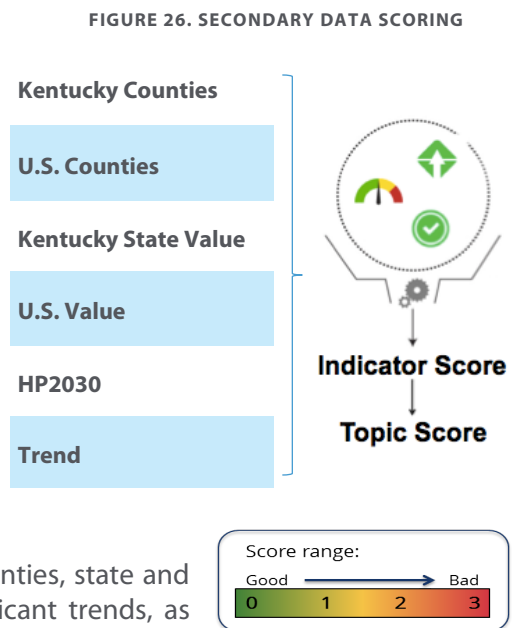 FIGURE 26. SECONDARY DATA SCORING
Kentucky Counties
U.S. Counties
Kentucky State Value
U.S. Value
HP2030
Trend
Indicator Score
Topic Score
nties, state and
icant trends, as
Score range:
Good Bad
0 1 2 3